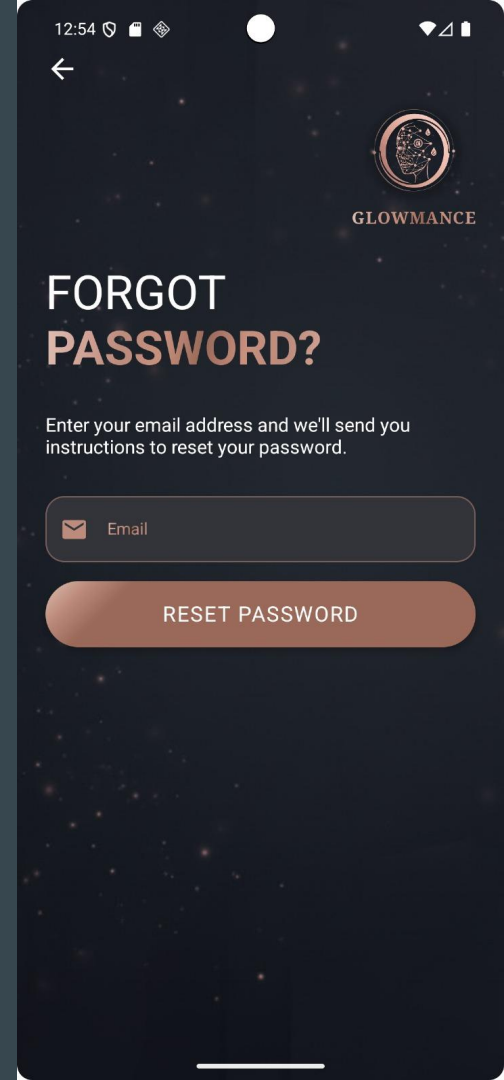 12:54
GLOWMANCE
FORGOT
PASSWORD?
Enter your email address and we'll send you
instructions to reset your password.
Email
RESET PASSWORD